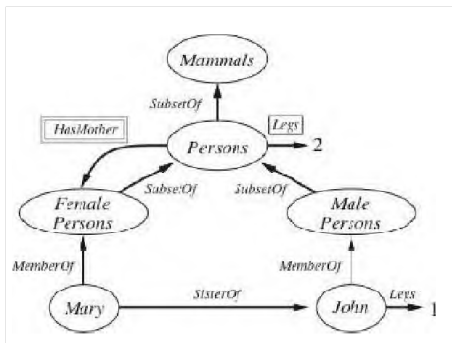 Mammals
SubsetOf
HasMother
Legs
Persons
2
SubsetOf
SubsetOf
Female
Persons
Male
Persons
MemberOf
MemberOf
SisterOf
Legs
Mary
John
1